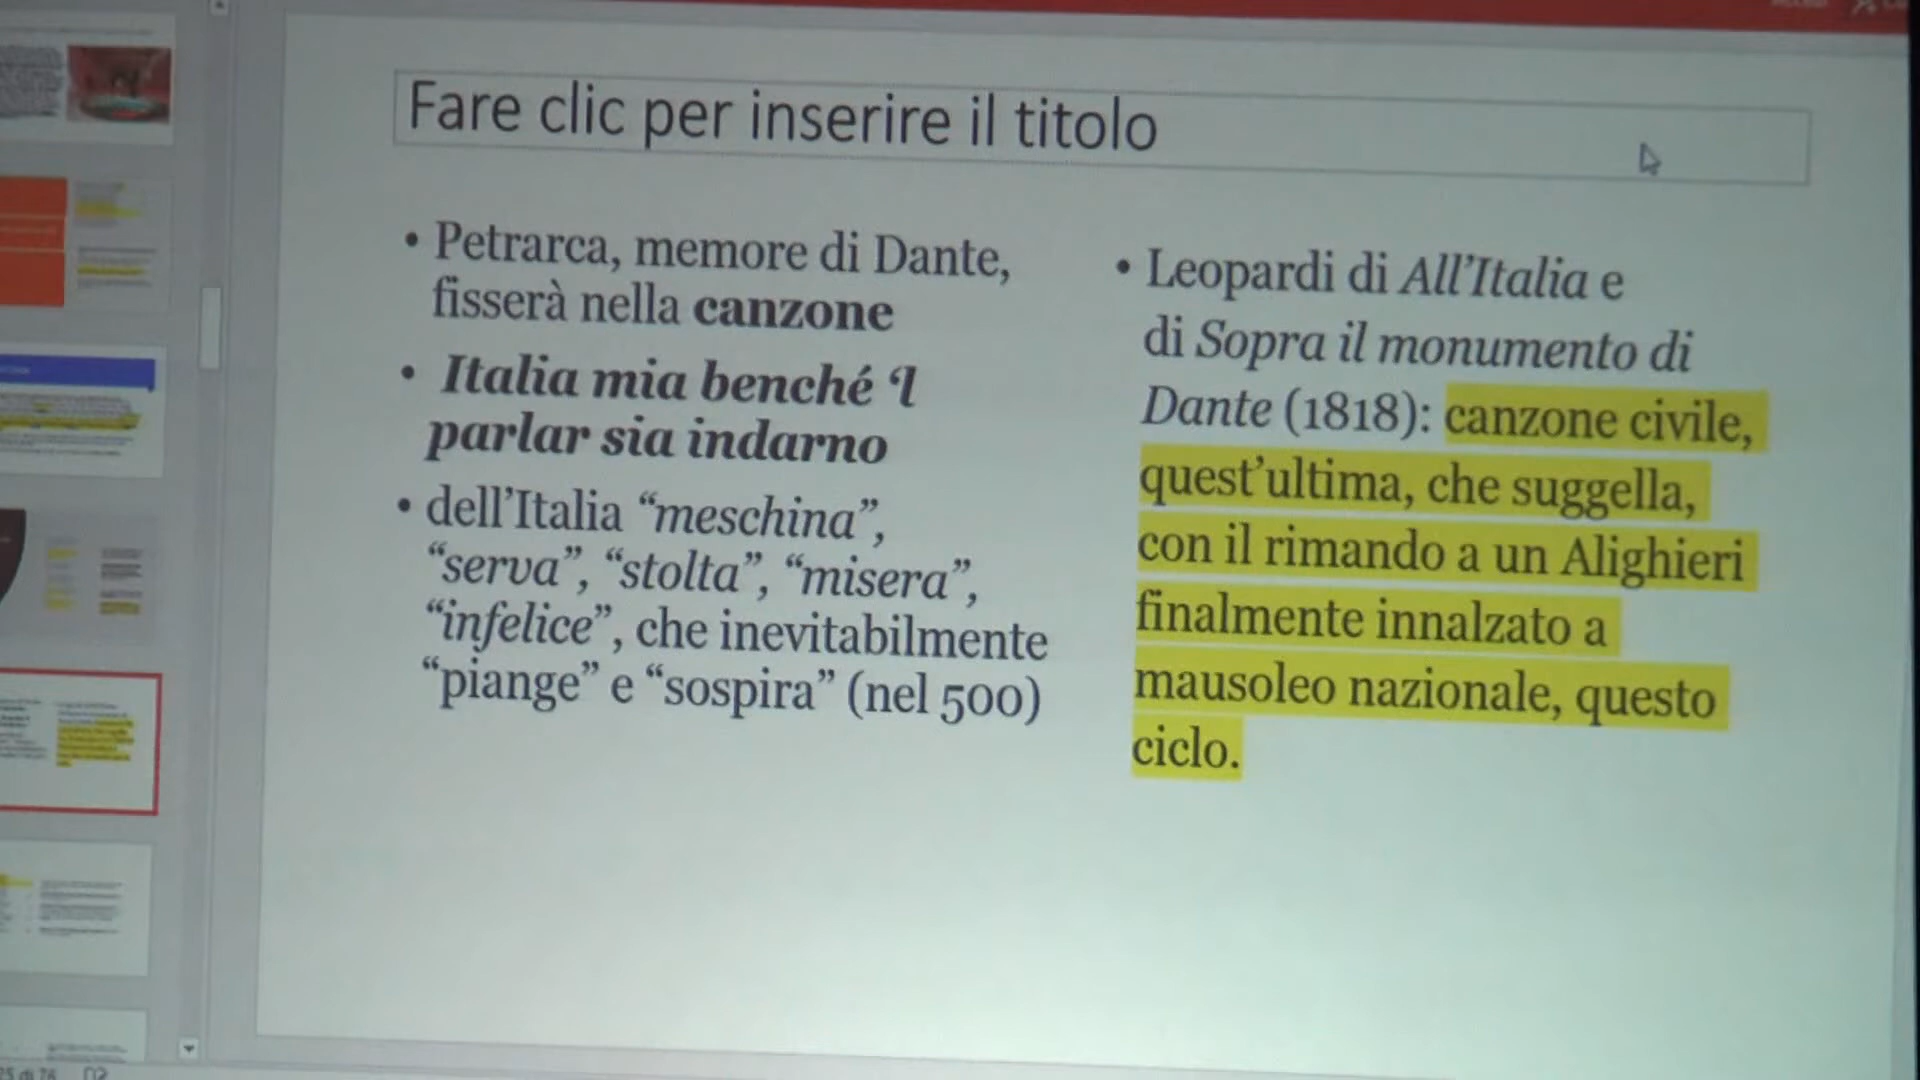 Fare clic per inserire il titolo
• Petrarca, memore di Dante,
fisserà nella canzone
• Italia mia benché 'l
parlar sia indarno
• dell'Italia “meschina”,
“serva”, “stolta”, “misera”,
“infelice”, che inevitabilmente
“piange” e “sospira” (nel 500)
• Leopardi di All'Italia e
di Sopra il monumento di
Dante (1818): canzone civile,
quest'ultima, che suggella,
con il rimando a un Alighieri
finalmente innalzato a
mausoleo nazionale, questo
ciclo.